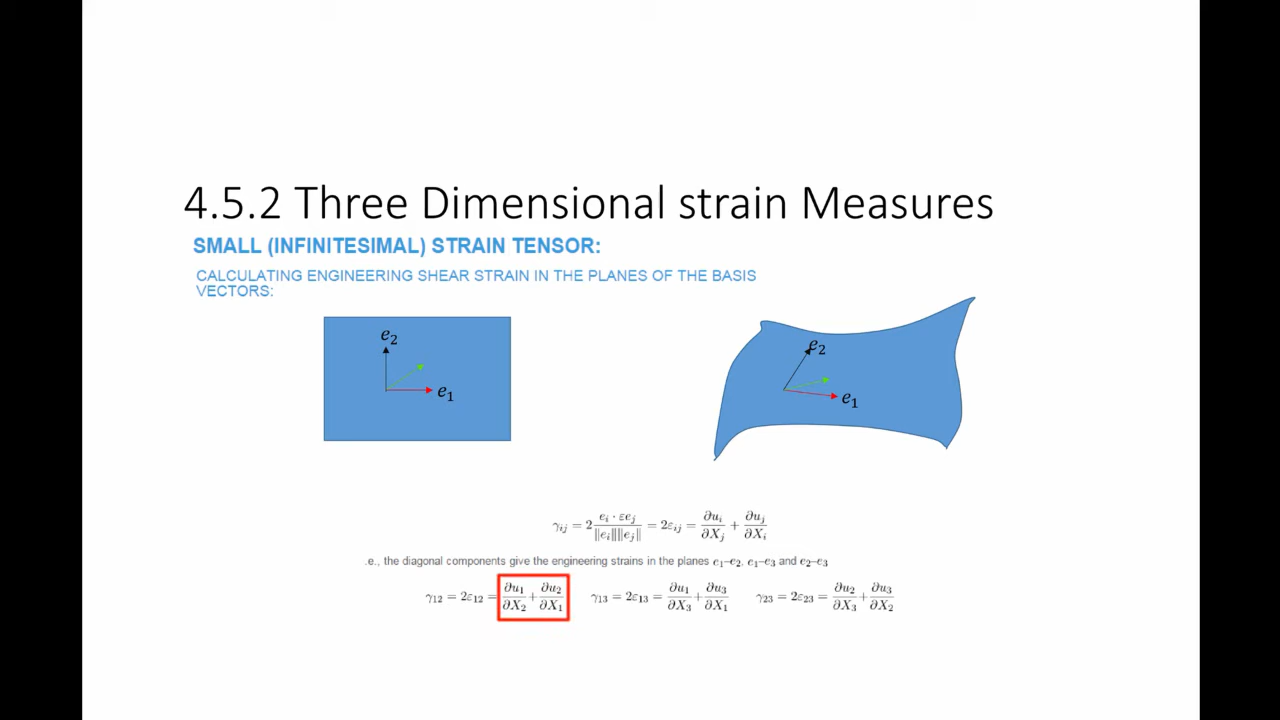 4.5.2 Three Dimensional strain Measures
SMALL (INFINITESIMAL) STRAIN TENSOR:
CALCULATING ENGINEERING SHEAR STRAIN IN THE PLANES OF THE BASIS
VECTORS:
e₂
e₁
e₂
e₁
γᵢⱼ = 2 (eᵢ · εeⱼ)/(‖eᵢ‖‖eⱼ‖) = 2εᵢⱼ = ∂uᵢ/∂Xⱼ + ∂uⱼ/∂Xᵢ
.e., the diagonal components give the engineering strains in the planes e₁–e₂, e₁–e₃ and e₂–e₃
γ₁₂ = 2ε₁₂ = ∂u₁/∂X₂ + ∂u₂/∂X₁ γ₁₃ = 2ε₁₃ = ∂u₁/∂X₃ + ∂u₃/∂X₁ γ₂₃ = 2ε₂₃ = ∂u₂/∂X₃ + ∂u₃/∂X₂